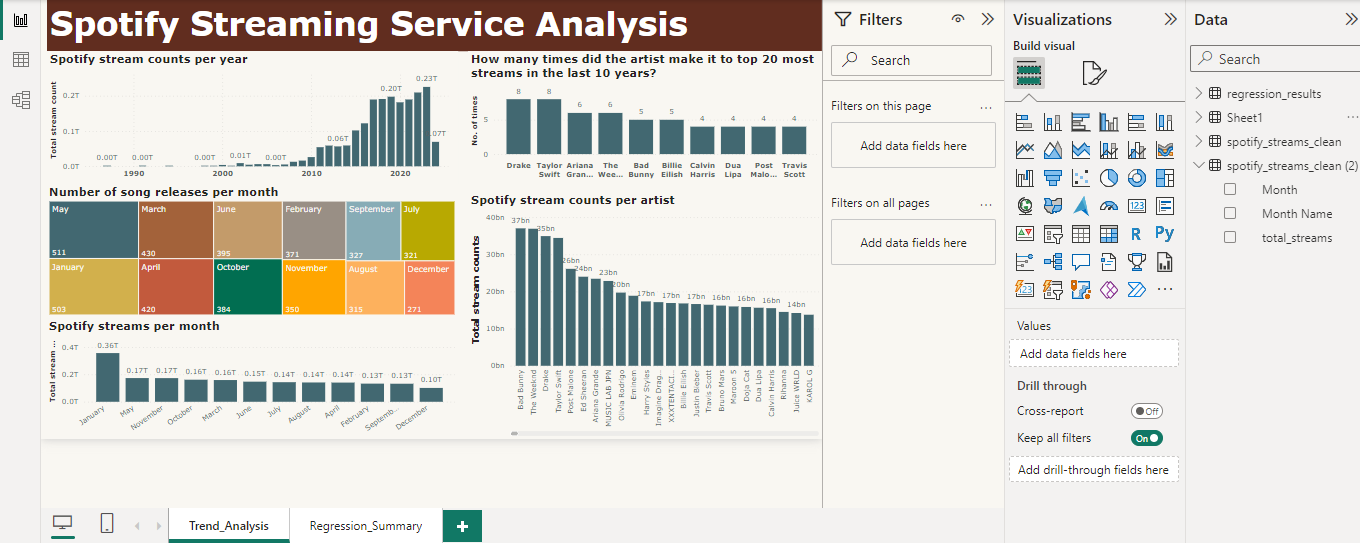 Spotify Streaming Service Analysis
Spotify stream counts per year
Total stream count
0.2T
0.1T
0.0T
0.00T
0.00T
0.00T
0.01T
0.00T
0.06T
0.20T
0.23T
.07T
1990
2000
2010
2020
How many times did the artist make it to top 20 most
streams in the last 10 years?
No. of times
5
0
8
8
6
6
5
5
4
4
4
4
Drake
Taylor
Swift
Ariana
Gran...
The
Wee...
Bad
Bunny
Billie
Eilish
Calvin
Harris
Dua
Lipa
Post
Malo...
Travis
Scott
Number of song releases per month
May
511
March
430
June
395
February
371
September
327
July
321
January
503
April
420
October
384
November
350
August
315
December
271
Spotify streams per month
Total stream ...
0.4T
0.2T
0.0T
0.36T
0.17T
0.17T
0.16T
0.16T
0.15T
0.14T
0.14T
0.14T
0.13T
0.13T
0.10T
January
May
November
October
March
June
July
August
April
February
Septemb...
December
Spotify stream counts per artist
Total stream counts
40bn
30bn
20bn
10bn
0bn
37bn
35bn
26bn
24bn
23bn
20bn
17bn
17bn
17bn
16bn
16bn
16bn
14bn
Bad Bunny
The Weeknd
Drake
Taylor Swift
Post Malone
Ed Sheeran
Ariana Grande
MUSIC LAB JPN
Olivia Rodrigo
Eminem
Harry Styles
Imagine Drag...
XXXTENTACI...
Billie Eilish
Justin Bieber
Travis Scott
Bruno Mars
Maroon 5
Doja Cat
Dua Lipa
Calvin Harris
Rihanna
Juice WRLD
KAROL G
Trend_Analysis
Regression_Summary
+
Filters
Search
Filters on this page
...
Add data fields here
Filters on all pages
...
Add data fields here
Visualizations
Build visual
123
R
Py
123
...
Values
Add data fields here
Drill through
Cross-report
Off
Keep all filters
On
Add drill-through fields here
Data
Search
regression_results
Sheet1
...
spotify_streams_clean
spotify_streams_clean (2)
Month
Month Name
total_streams